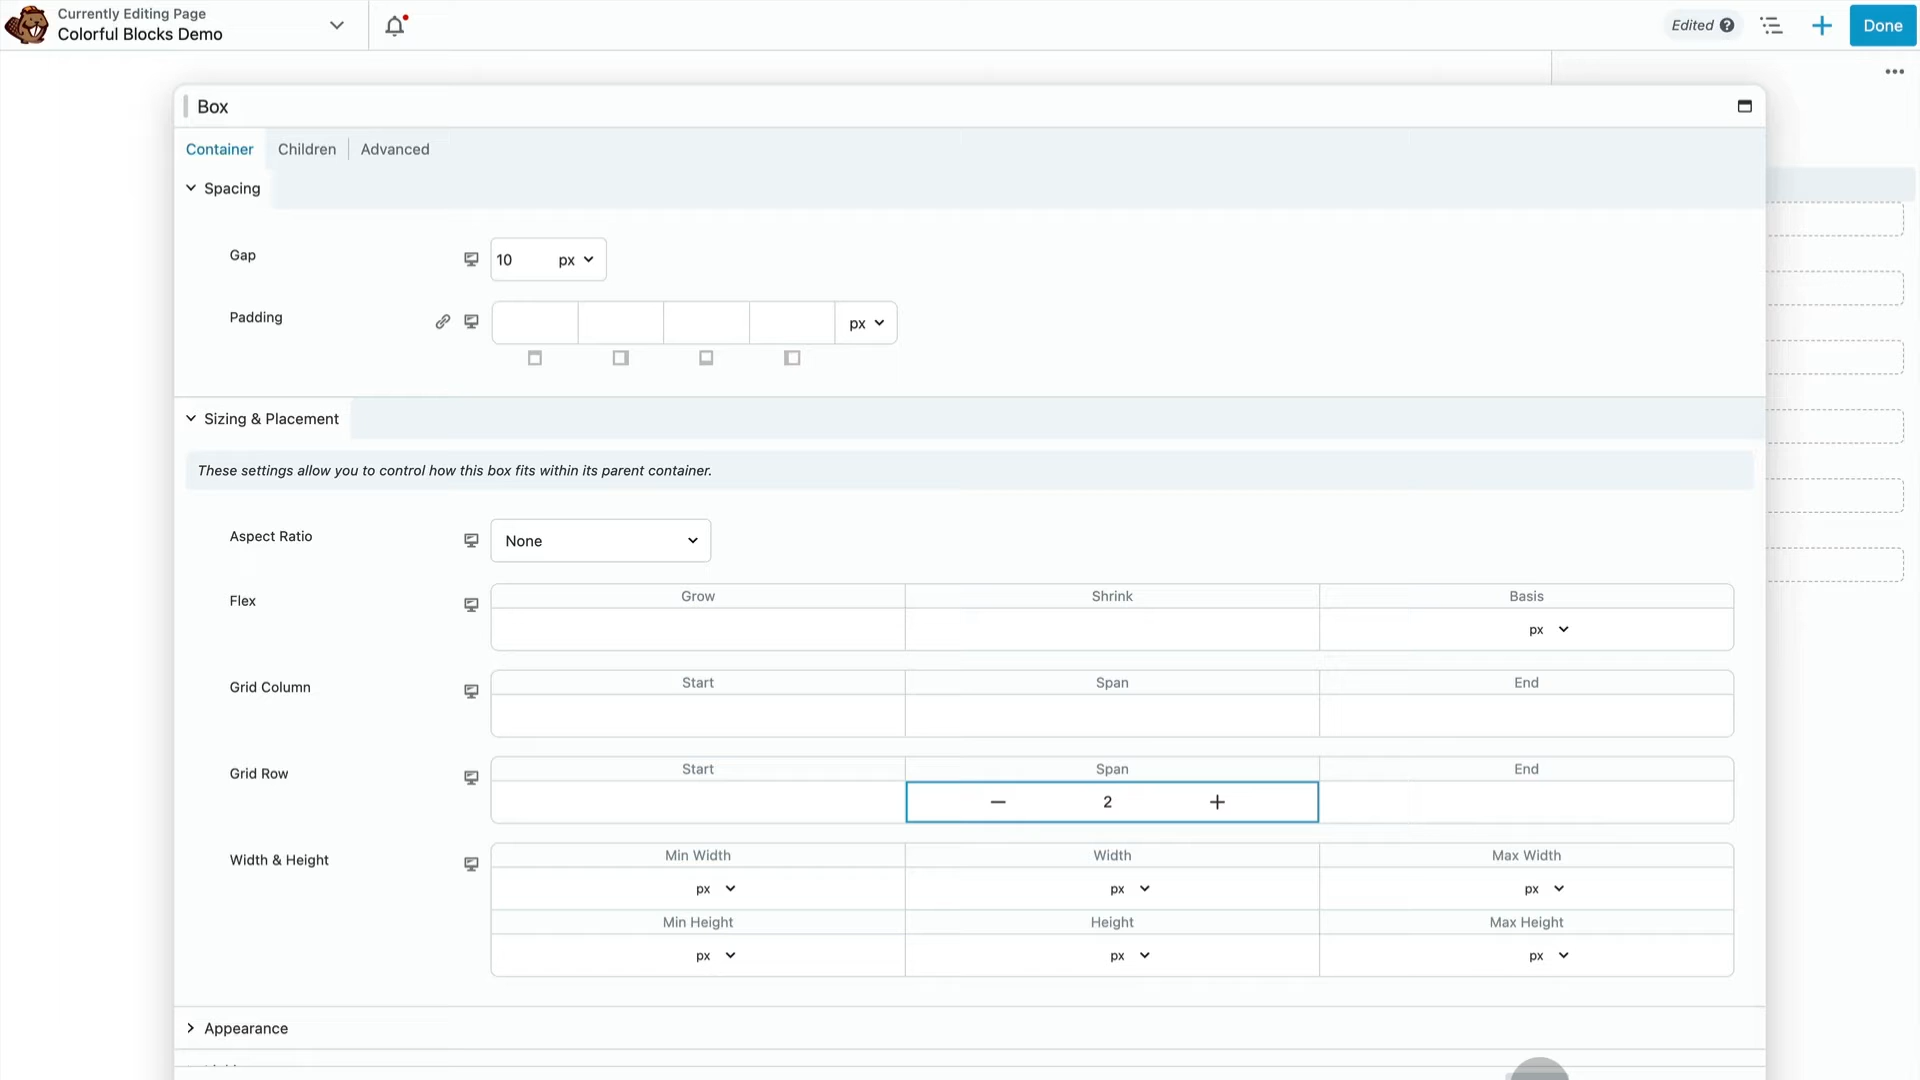 Currently Editing Page
Colorful Blocks Demo
Edited
Done
Box
Container
Children
Advanced
Spacing
Gap
10
px
Padding
px
Sizing & Placement
These settings allow you to control how this box fits within its parent container.
Aspect Ratio
None
Flex
Grow
Shrink
Basis
px
Grid Column
Start
Span
End
Grid Row
Start
Span
End
2
Width & Height
Min Width
Width
Max Width
px
px
px
Min Height
Height
Max Height
px
px
px
Appearance